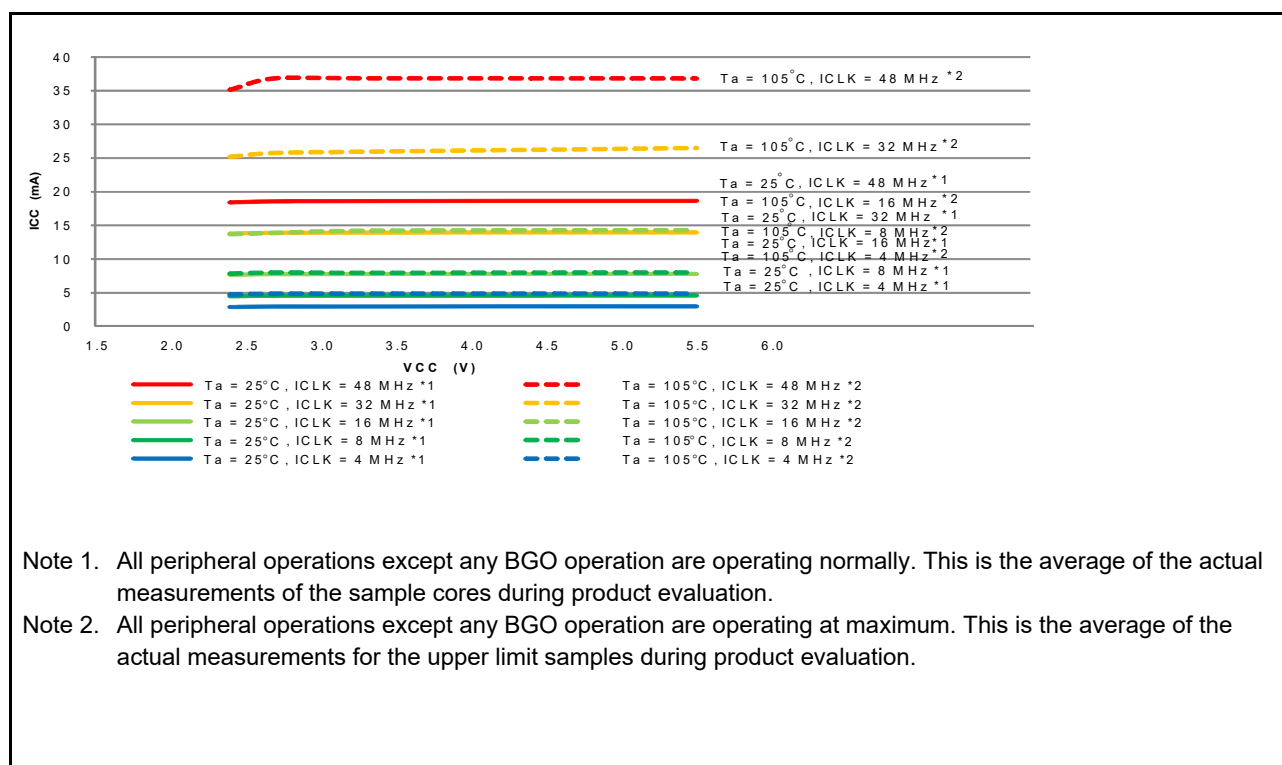 40
35
30
25
20
15
10
5
0
ICC (mA)
Ta = 105°C, ICLK = 48 MHz *2
Ta = 105°C, ICLK = 32 MHz*2
Ta = 25°C, ICLK = 48 MHz*1
Ta = 105°C, ICLK = 16 MHz*2
Ta = 25°C, ICLK = 32 MHz*1
Ta = 105°C, ICLK = 8 MHz*2
Ta = 25°C, ICLK = 16 MHz*1
Ta = 105°C, ICLK = 4 MHz*2
Ta = 25°C, ICLK = 8 MHz*1
Ta = 25°C, ICLK = 4 MHz*1
1.5 2.0 2.5 3.0 3.5 4.0 4.5 5.0 5.5 6.0
VCC (V)
Ta = 25°C, ICLK = 48 MHz *1
Ta = 105°C, ICLK = 48 MHz *2
Ta = 25°C, ICLK = 32 MHz *1
Ta = 105°C, ICLK = 32 MHz *2
Ta = 25°C, ICLK = 16 MHz *1
Ta = 105°C, ICLK = 16 MHz *2
Ta = 25°C, ICLK = 8 MHz *1
Ta = 105°C, ICLK = 8 MHz *2
Ta = 25°C, ICLK = 4 MHz *1
Ta = 105°C, ICLK = 4 MHz *2
Note 1. All peripheral operations except any BGO operation are operating normally. This is the average of the actual
measurements of the sample cores during product evaluation.
Note 2. All peripheral operations except any BGO operation are operating at maximum. This is the average of the
actual measurements for the upper limit samples during product evaluation.